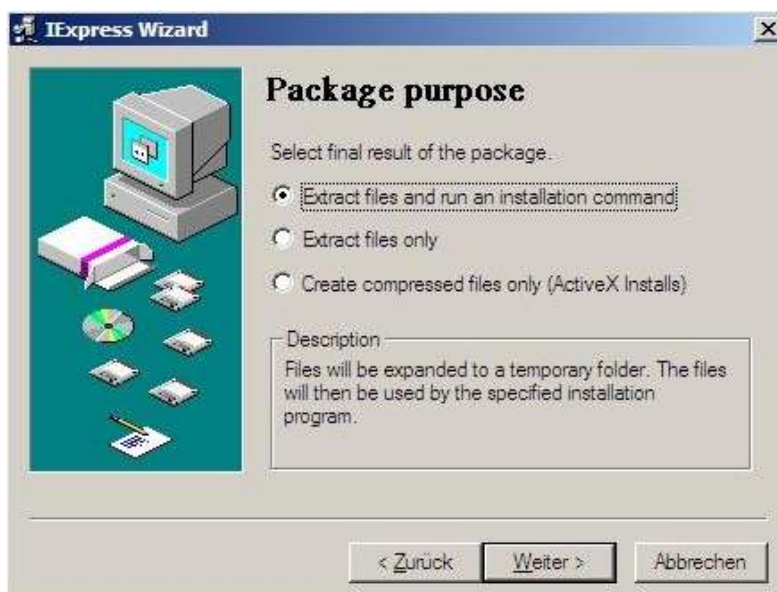 IExpress Wizard
Package purpose
Select final result of the package.
Extract files and run an installation command
Extract files only
Create compressed files only (ActiveX Installs)
Description
Files will be expanded to a temporary folder. The files
will then be used by the specified installation
program.
< Zurück
Weiter >
Abbrechen